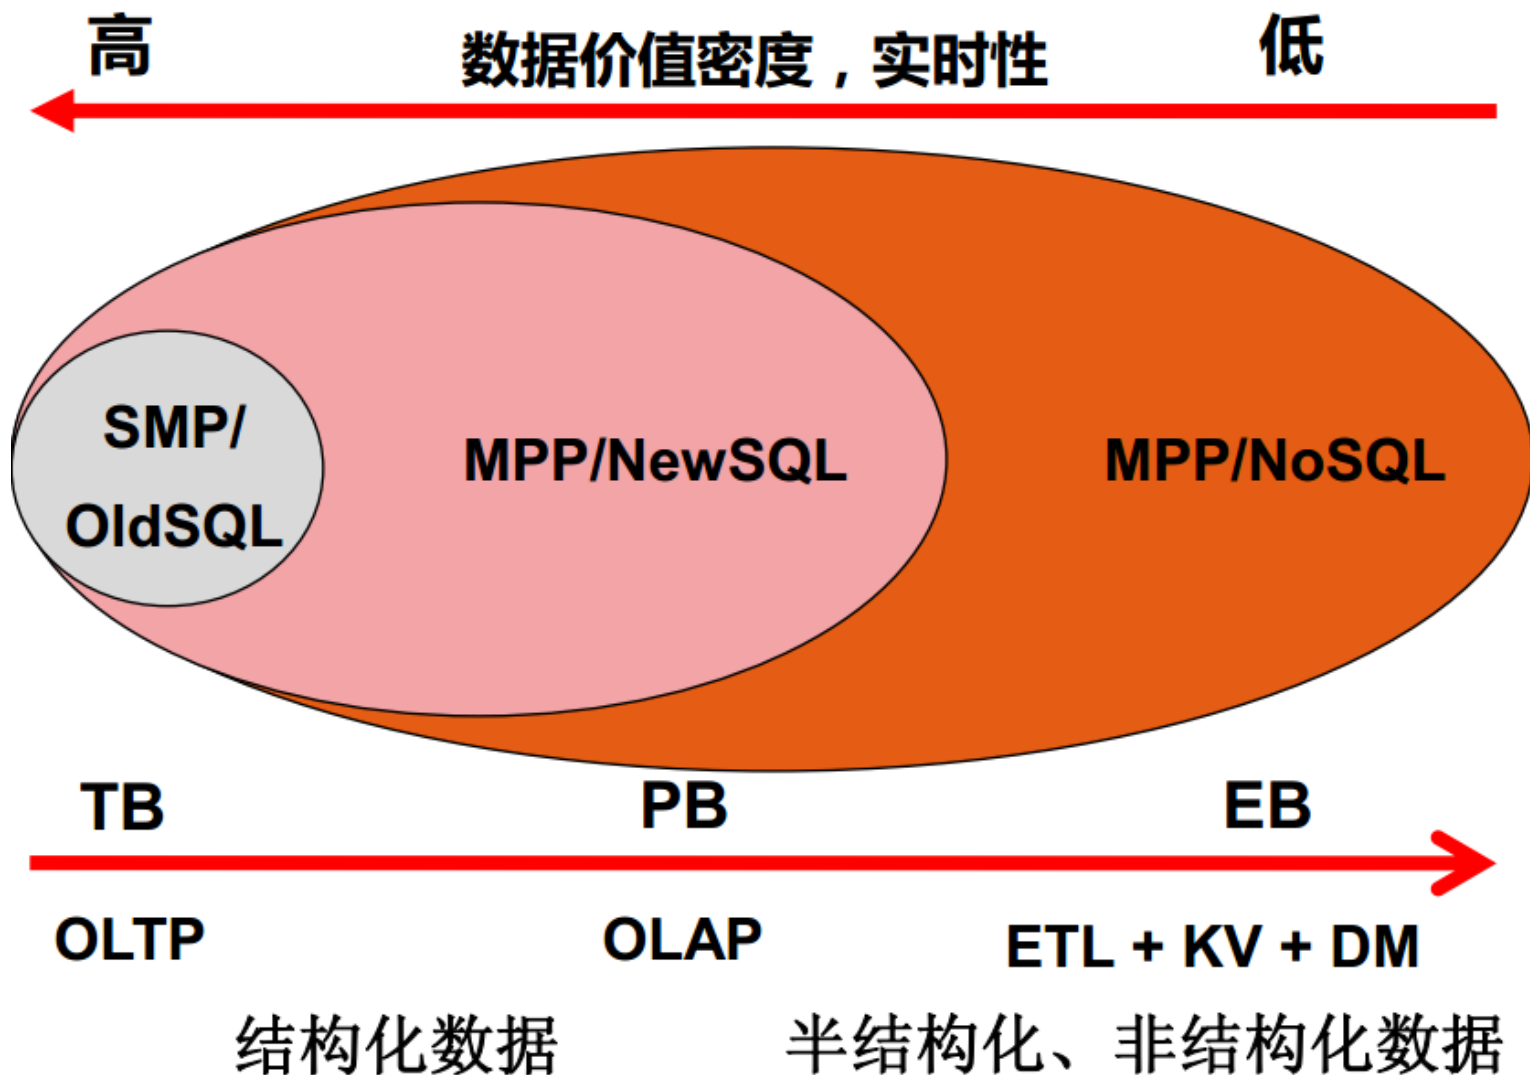 高 数据价值密度，实时性 低
SMP/
OldSQL
MPP/NewSQL
MPP/NoSQL
TB PB EB
OLTP OLAP ETL + KV + DM
结构化数据 半结构化、非结构化数据